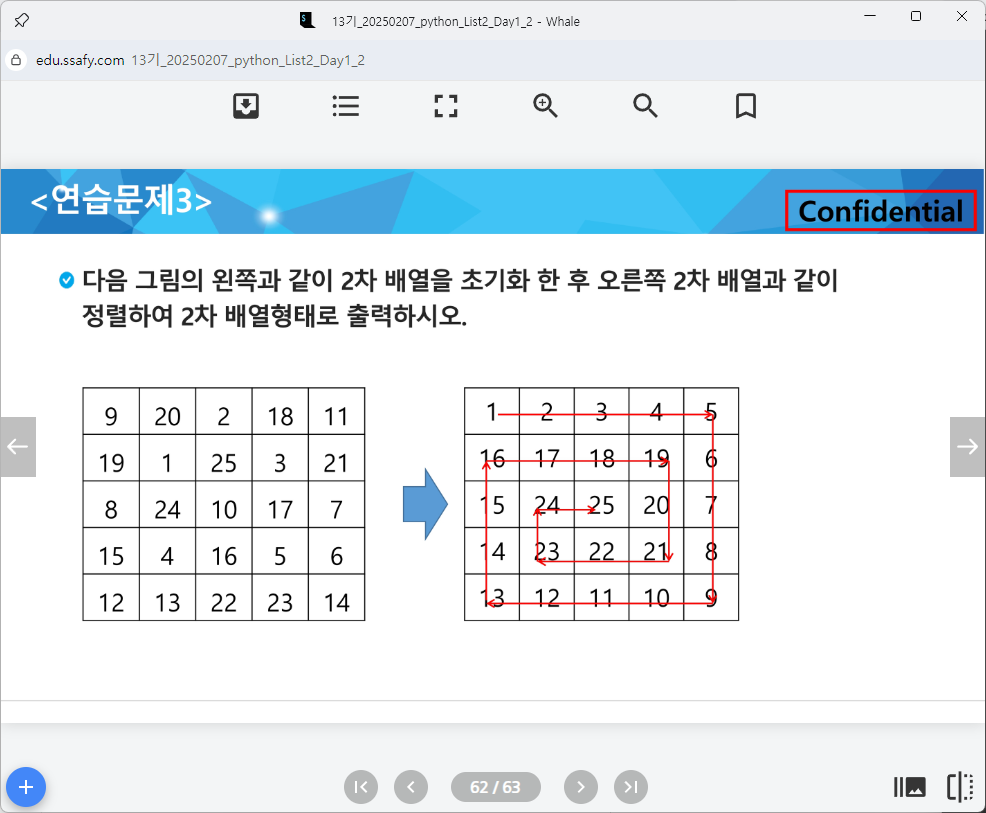 13기_20250207_python_List2_Day1_2 - Whale
edu.ssafy.com 13기_20250207_python_List2_Day1_2
<연습문제3>
Confidential
다음 그림의 왼쪽과 같이 2차 배열을 초기화 한 후 오른쪽 2차 배열과 같이
정렬하여 2차 배열형태로 출력하시오.
9 20 2 18 11
19 1 25 3 21
8 24 10 17 7
15 4 16 5 6
12 13 22 23 14
1 2 3 4 5
16 17 18 19 6
15 24 25 20 7
14 23 22 21 8
13 12 11 10 9
62 / 63